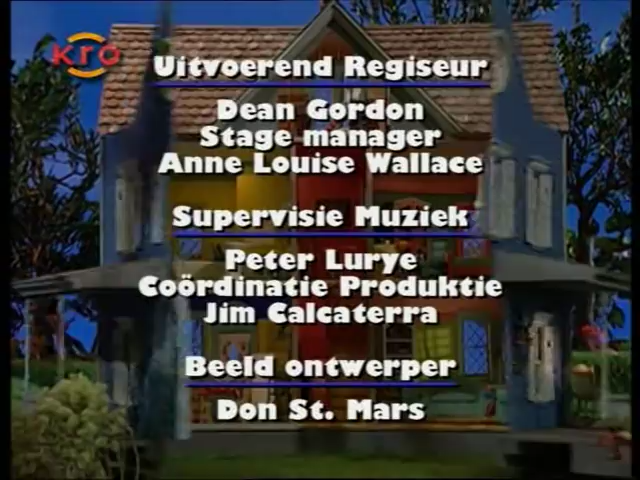 KRO
Uitvoerend Regiseur
Dean Gordon
Stage manager
Anne Louise Wallace
Supervisie Muziek
Peter Lurye
Coördinatie Produktie
Jim Calcaterra
Beeld ontwerper
Don St. Mars